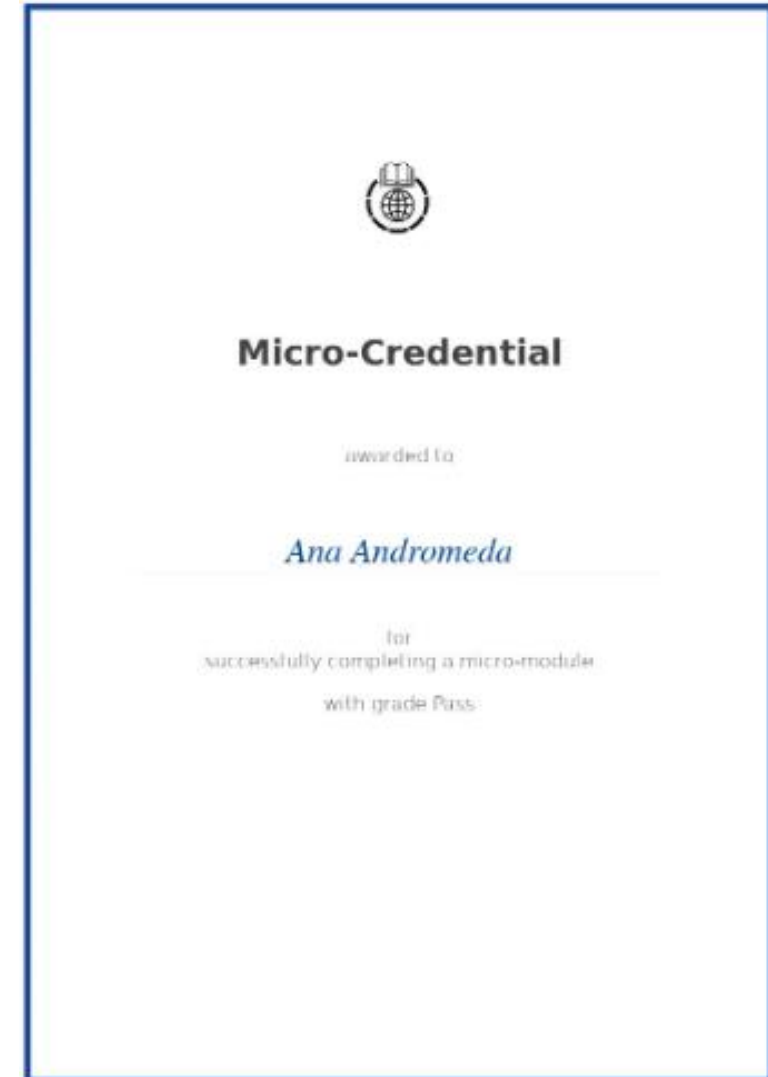 Micro-Credential
awarded to
Ana Andromeda
for
successfully completing a micro-module
with grade Pass